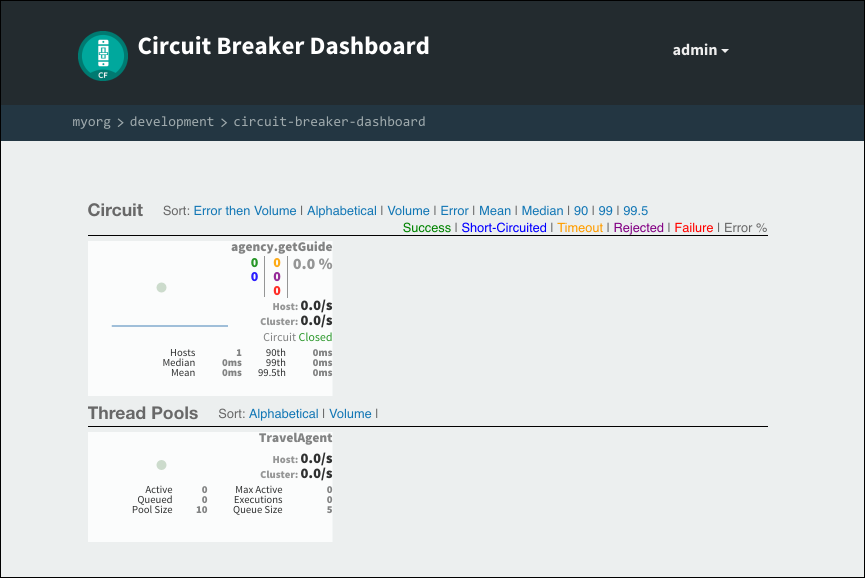 Circuit Breaker Dashboard
admin
CF
myorg > development > circuit-breaker-dashboard
Circuit Sort: Error then Volume | Alphabetical | Volume | Error | Mean | Median | 90 | 99 | 99.5
Success | Short-Circuited | Timeout | Rejected | Failure | Error %
agency.getGuide
0 0 0.0 %
0 0
0
Host: 0.0/s
Cluster: 0.0/s
Circuit Closed
Hosts 1 90th 0ms
Median 0ms 99th 0ms
Mean 0ms 99.5th 0ms
Thread Pools Sort: Alphabetical | Volume |
TravelAgent
Host: 0.0/s
Cluster: 0.0/s
Active 0 Max Active 0
Queued 0 Executions 0
Pool Size 10 Queue Size 5